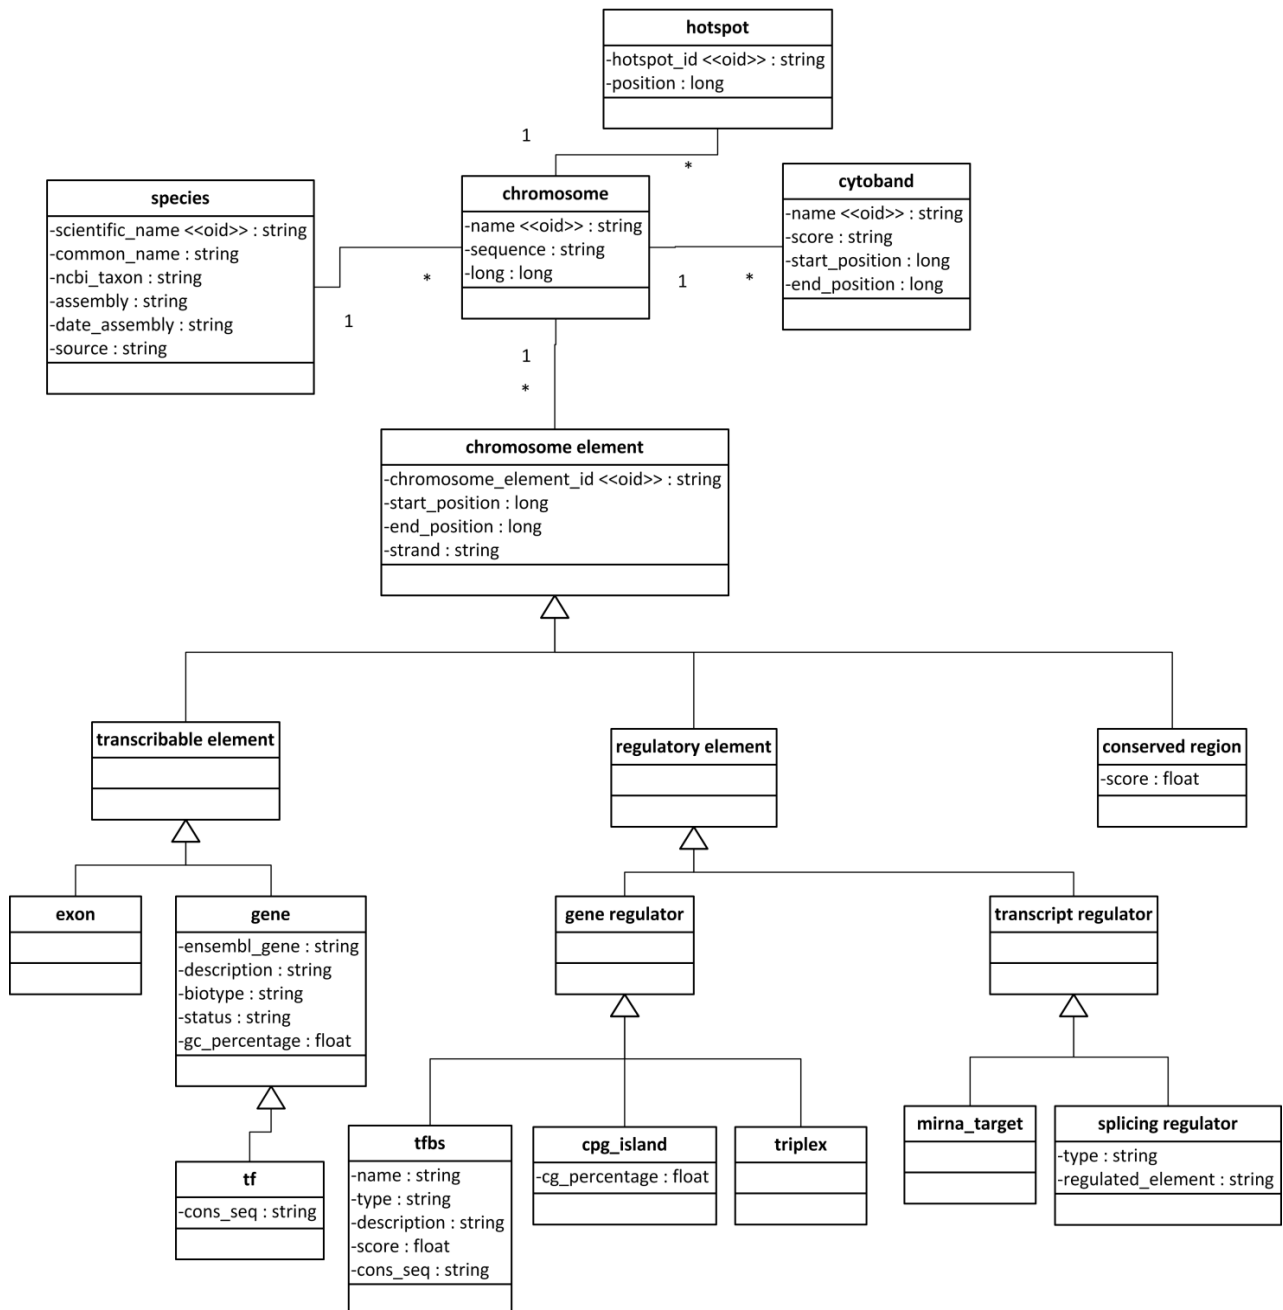 hotspot
-hotspot_id <<oid>> : string
-position : long
1
*
species
-scientific_name <<oid>> : string
-common_name : string
-ncbi_taxon : string
-assembly : string
-date_assembly : string
-source : string
chromosome
-name <<oid>> : string
-sequence : string
-long : long
cytoband
-name <<oid>> : string
-score : string
-start_position : long
-end_position : long
*
1
1
*
1
*
chromosome element
-chromosome_element_id <<oid>> : string
-start_position : long
-end_position : long
-strand : string
transcribable element
regulatory element
conserved region
-score : float
exon
gene
-ensembl_gene : string
-description : string
-biotype : string
-status : string
-gc_percentage : float
gene regulator
transcript regulator
tf
-cons_seq : string
tfbs
-name : string
-type : string
-description : string
-score : float
-cons_seq : string
cpg_island
-cg_percentage : float
triplex
mirna_target
splicing regulator
-type : string
-regulated_element : string